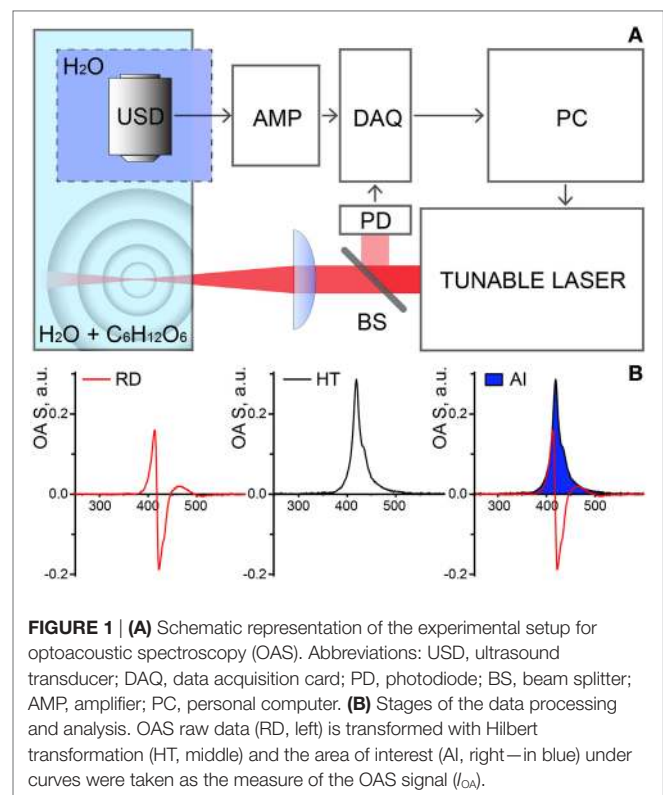 A
H₂O
USD
AMP
DAQ
PC
PD
TUNABLE LASER
BS
H₂O + C₆H₁₂O₆
B
OA S, a.u.
RD
0.2
0.0
-0.2
300
400
500
OA S, a.u.
HT
0.2
0.0
-0.2
300
400
500
OA S, a.u.
AI
0.2
0.0
-0.2
300
400
500
FIGURE 1 | (A) Schematic representation of the experimental setup for
optoacoustic spectroscopy (OAS). Abbreviations: USD, ultrasound
transducer; DAQ, data acquisition card; PD, photodiode; BS, beam splitter;
AMP, amplifier; PC, personal computer. (B) Stages of the data processing
and analysis. OAS raw data (RD, left) is transformed with Hilbert
transformation (HT, middle) and the area of interest (AI, right—in blue) under
curves were taken as the measure of the OAS signal (I_OA).